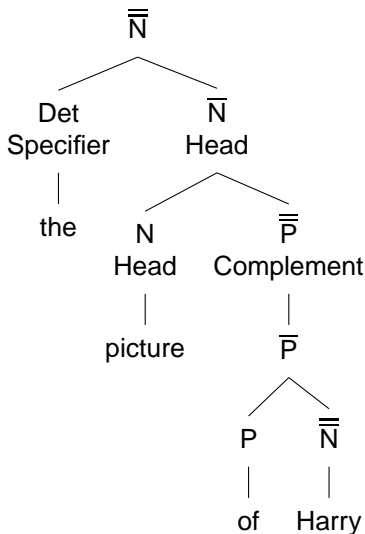 N̿
Det N̅
Specifier Head
the N P̿
Head Complement
picture P̅
P N̿
of Harry